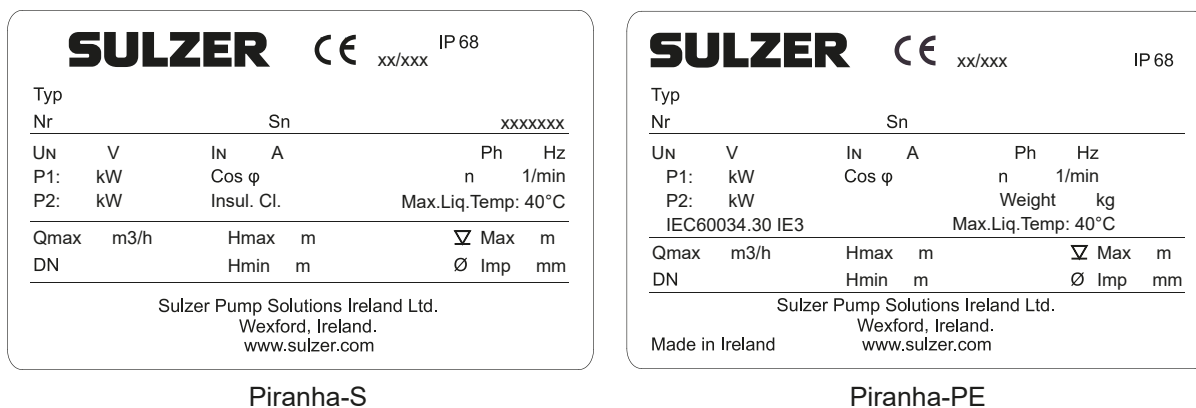 SULZER CE xx/xxx IP 68
Typ
Nr Sn xxxxxxx
UN V IN A Ph Hz
P1: kW Cos φ n 1/min
P2: kW Insul. Cl. Max.Liq.Temp: 40°C
Qmax m3/h Hmax m Max m
DN Hmin m Ø Imp mm
Sulzer Pump Solutions Ireland Ltd.
Wexford, Ireland.
www.sulzer.com
Piranha-S
SULZER CE xx/xxx IP 68
Typ
Nr Sn
UN V IN A Ph Hz
P1: kW Cos φ n 1/min
P2: kW Weight kg
IEC60034.30 IE3 Max.Liq.Temp: 40°C
Qmax m3/h Hmax m Max m
DN Hmin m Ø Imp mm
Sulzer Pump Solutions Ireland Ltd.
Wexford, Ireland.
Made in Ireland www.sulzer.com
Piranha-PE